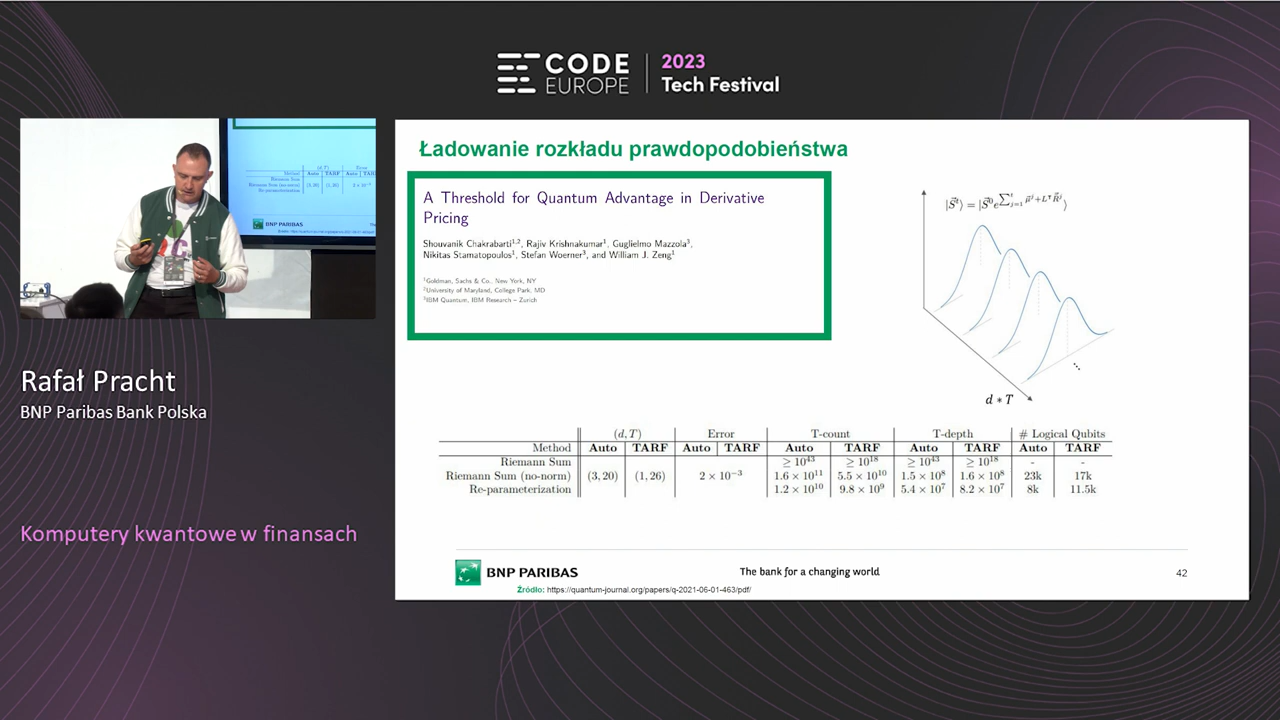 CODE EUROPE
2023 Tech Festival
Rafał Pracht
BNP Paribas Bank Polska
Komputery kwantowe w finansach
Ładowanie rozkładu prawdopodobieństwa
A Threshold for Quantum Advantage in Derivative
Pricing
Shouvanik Chakrabarti1,2, Rajiv Krishnakumar1, Guglielmo Mazzola3,
Nikitas Stamatopoulos1, Stefan Woerner3, and William J. Zeng1
1Goldman, Sachs & Co., New York, NY
2University of Maryland, College Park, MD
3IBM Quantum, IBM Research – Zurich
d ∗ T
(d, T) Error T-count T-depth # Logical Qubits
Method Auto TARF Auto TARF Auto TARF Auto TARF Auto TARF
Riemann Sum ≥ 10^43 ≥ 10^18 ≥ 10^43 ≥ 10^18 - -
Riemann Sum (no-norm) (3, 20) (1, 26) 2 × 10^−3 1.6 × 10^11 5.5 × 10^10 1.5 × 10^8 1.6 × 10^8 23k 17k
Re-parameterization 1.2 × 10^10 9.8 × 10^9 5.4 × 10^7 8.2 × 10^7 8k 11.5k
BNP PARIBAS
The bank for a changing world
42
Źródło: https://quantum-journal.org/papers/q-2021-06-01-463/pdf/